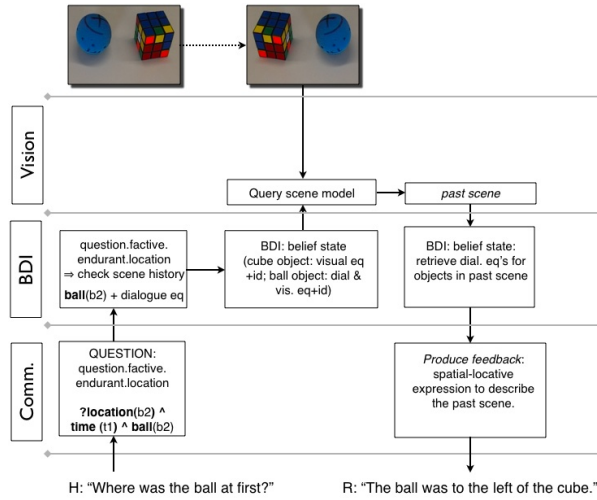 Vision
Query scene model
past scene
BDI
question.factive.
endurant.location
⇒ check scene history
ball(b2) + dialogue eq
BDI: belief state
(cube object: visual eq
+id; ball object: dial &
vis. eq+id)
BDI: belief state:
retrieve dial. eq's for
objects in past scene
Comm.
QUESTION:
question.factive.
endurant.location
?location(b2) ^
time (t1) ^ ball(b2)
Produce feedback:
spatial-locative
expression to describe
the past scene.
H: “Where was the ball at first?”
R: “The ball was to the left of the cube.”